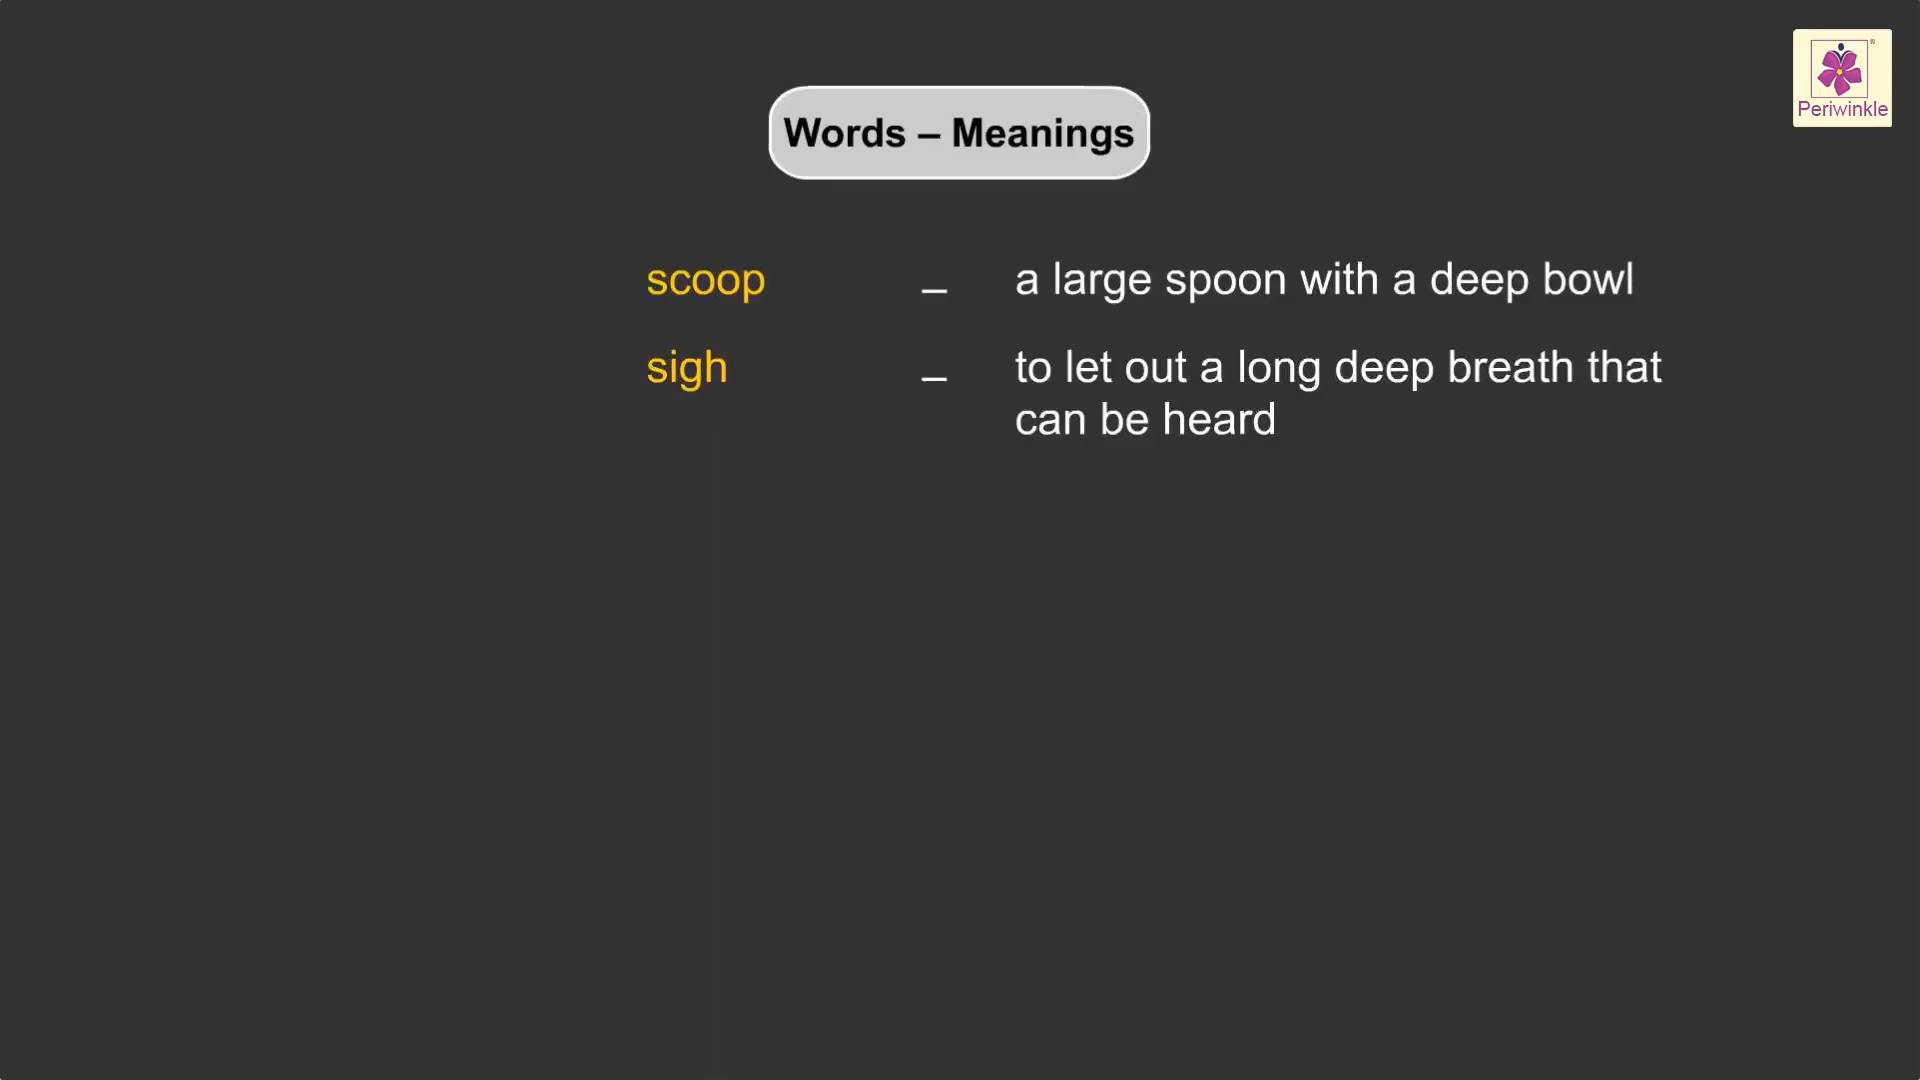 Periwinkle
Words – Meanings
scoop – a large spoon with a deep bowl
sigh – to let out a long deep breath that
can be heard